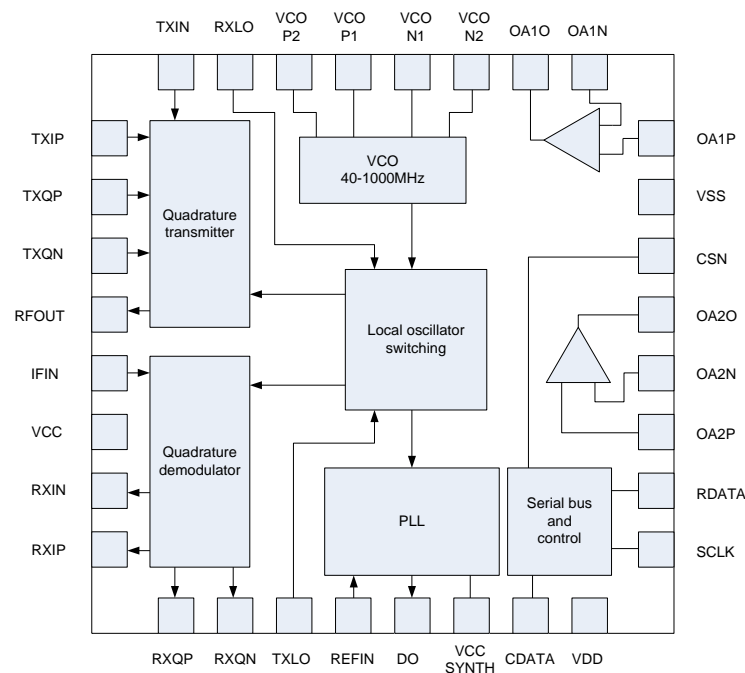 TXIN
RXLO
VCO
P2
VCO
P1
VCO
N1
VCO
N2
OA1O
OA1N
TXIP
TXQP
TXQN
RFOUT
IFIN
VCC
RXIN
RXIP
Quadrature
transmitter
VCO
40-1000MHz
Local oscillator
switching
Quadrature
demodulator
PLL
Serial bus
and
control
OA1P
VSS
CSN
OA2O
OA2N
OA2P
RDATA
SCLK
RXQP
RXQN
TXLO
REFIN
DO
VCC
SYNTH
CDATA
VDD